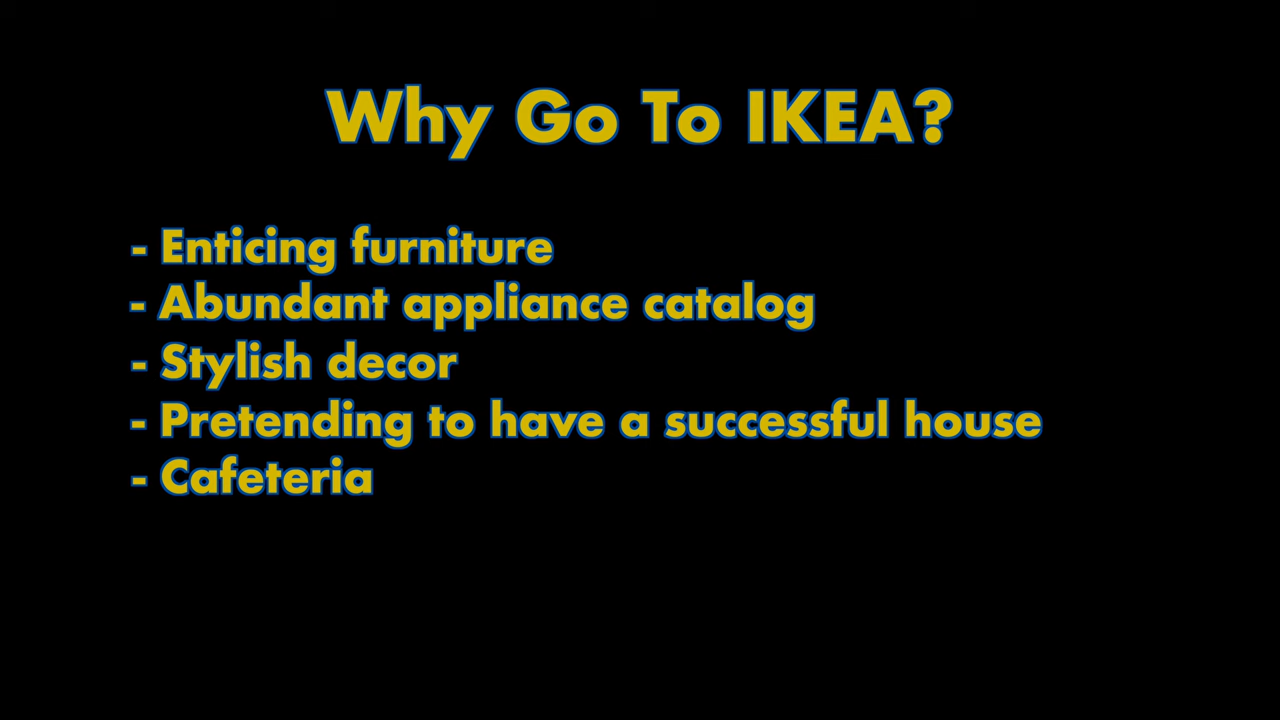 Why Go To IKEA?
- Enticing furniture
- Abundant appliance catalog
- Stylish decor
- Pretending to have a successful house
- Cafeteria